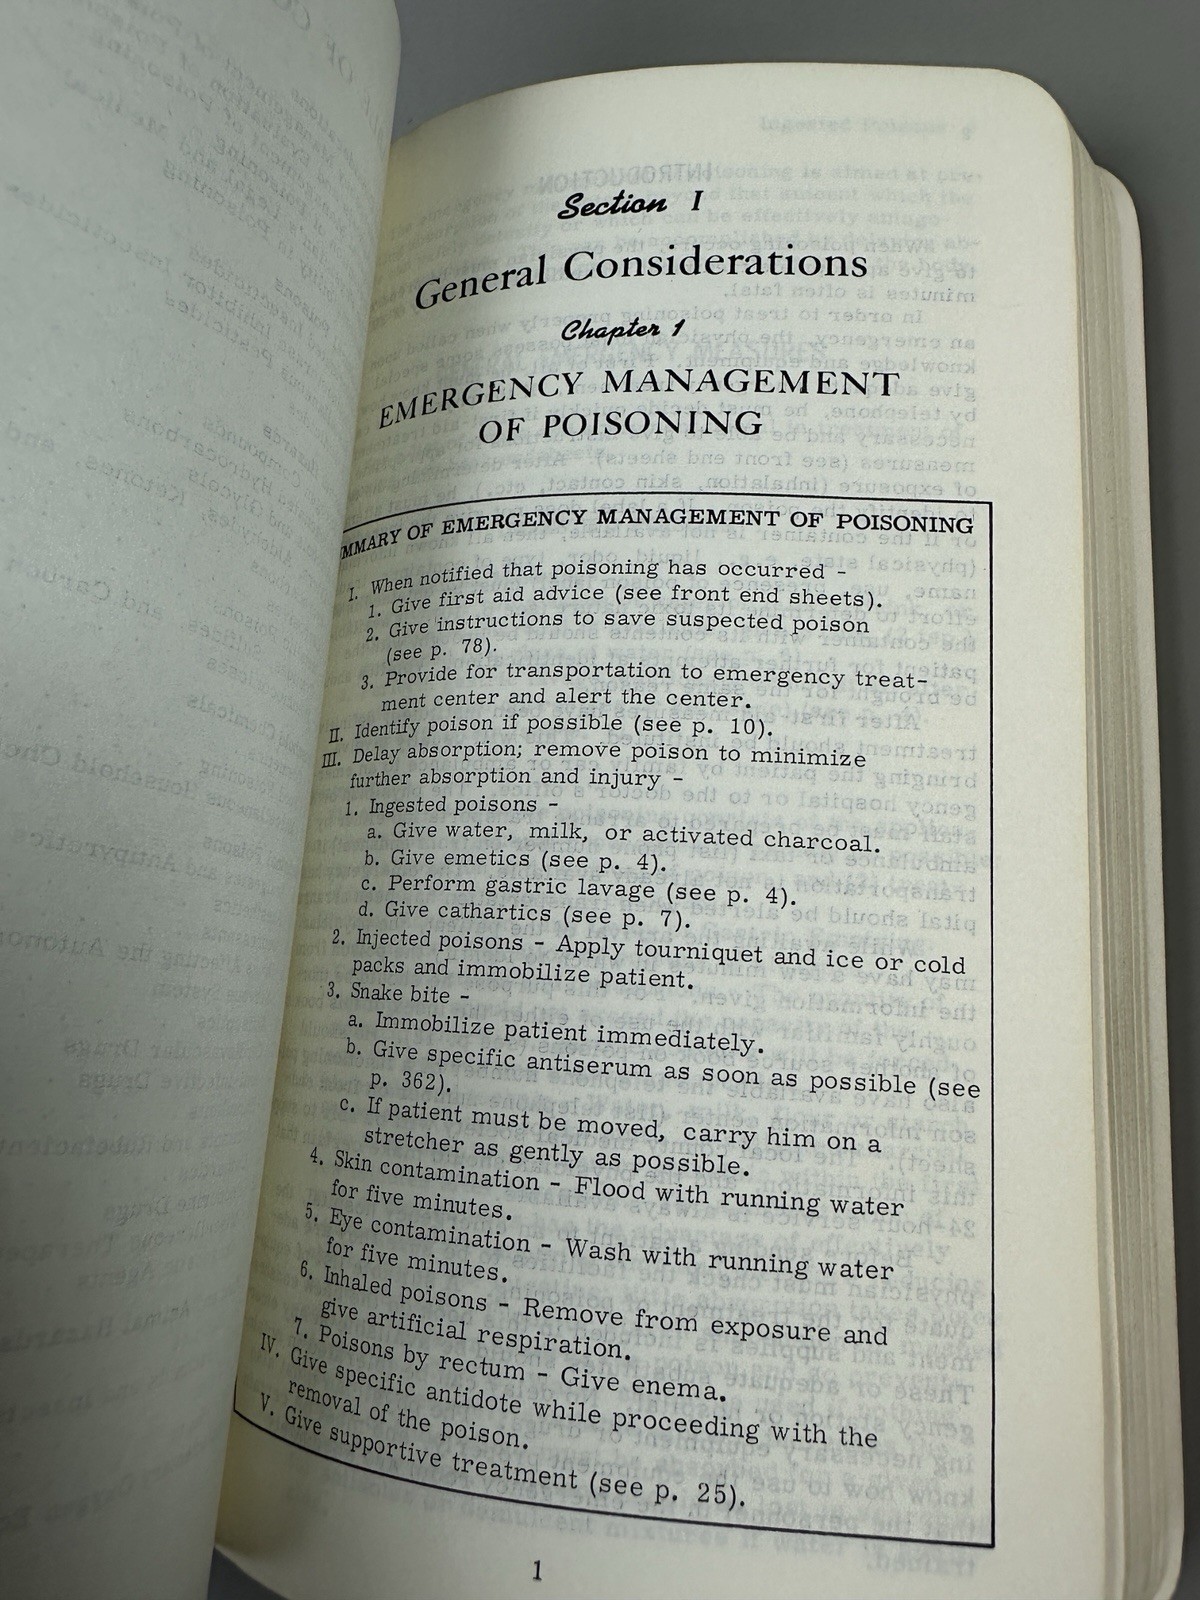 Section I
General Considerations
Chapter 1
EMERGENCY MANAGEMENT
OF POISONING
MMARY OF EMERGENCY MANAGEMENT OF POISONING
I. When notified that poisoning has occurred -
1. Give first aid advice (see front end sheets).
2. Give instructions to save suspected poison
(see p. 78).
3. Provide for transportation to emergency treat-
ment center and alert the center.
II. Identify poison if possible (see p. 10).
III. Delay absorption; remove poison to minimize
further absorption and injury -
1. Ingested poisons -
a. Give water, milk, or activated charcoal.
b. Give emetics (see p. 4).
c. Perform gastric lavage (see p. 4).
d. Give cathartics (see p. 7).
2. Injected poisons - Apply tourniquet and ice or cold
packs and immobilize patient.
3. Snake bite -
a. Immobilize patient immediately.
b. Give specific antiserum as soon as possible (see
p. 362).
c. If patient must be moved, carry him on a
stretcher as gently as possible.
4. Skin contamination - Flood with running water
for five minutes.
5. Eye contamination - Wash with running water
for five minutes.
6. Inhaled poisons - Remove from exposure and
give artificial respiration.
7. Poisons by rectum - Give enema.
IV. Give specific antidote while proceeding with the
removal of the poison.
V. Give supportive treatment (see p. 25).
1